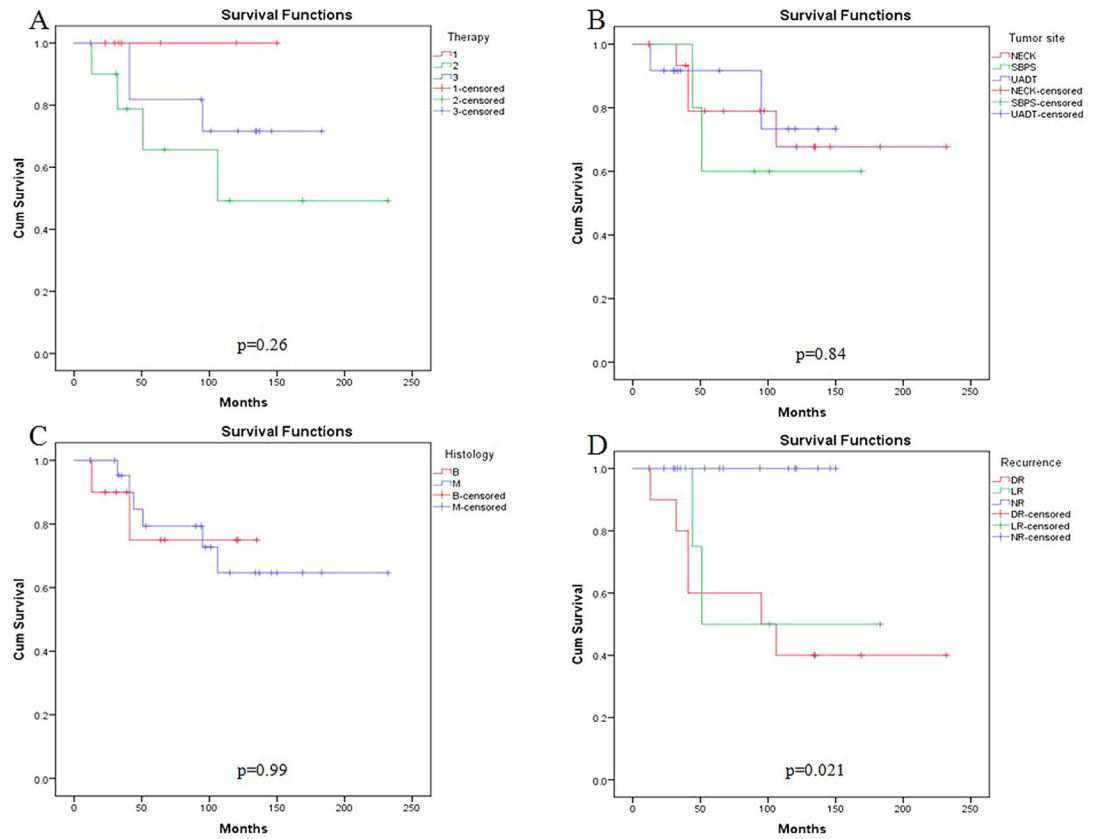 A
Survival Functions
Therapy
1
2
3
1-censored
2-censored
3-censored
Cum Survival
1.0
0.8
0.6
0.4
0.2
0.0
p=0.26
0 50 100 150 200 250
Months
B
Survival Functions
Tumor site
NECK
SBPS
UADT
NECK-censored
SBPS-censored
UADT-censored
Cum Survival
1.0
0.8
0.6
0.4
0.2
0.0
p=0.84
0 50 100 150 200 250
Months
C
Survival Functions
Histology
B
M
B-censored
M-censored
Cum Survival
1.0
0.8
0.6
0.4
0.2
0.0
p=0.99
0 50 100 150 200 250
Months
D
Survival Functions
Recurrence
DR
LR
NR
DR-censored
LR-censored
NR-censored
Cum Survival
1.0
0.8
0.6
0.4
0.2
0.0
p=0.021
0 50 100 150 200 250
Months